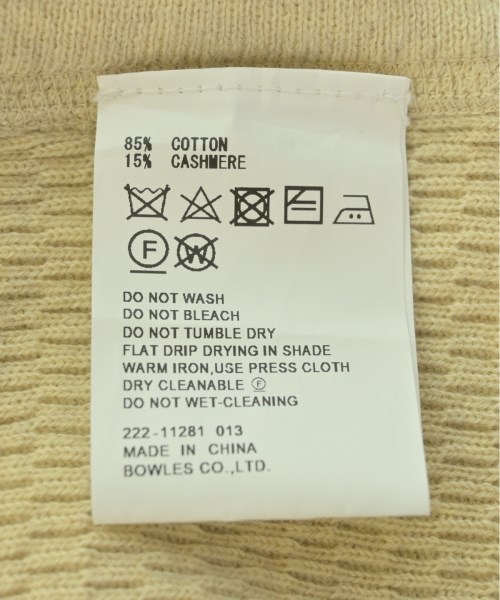 85% COTTON
15% CASHMERE
F W
DO NOT WASH
DO NOT BLEACH
DO NOT TUMBLE DRY
FLAT DRIP DRYING IN SHADE
WARM IRON,USE PRESS CLOTH
DRY CLEANABLE Ⓕ
DO NOT WET-CLEANING
222-11281 013
MADE IN CHINA
BOWLES CO.,LTD.